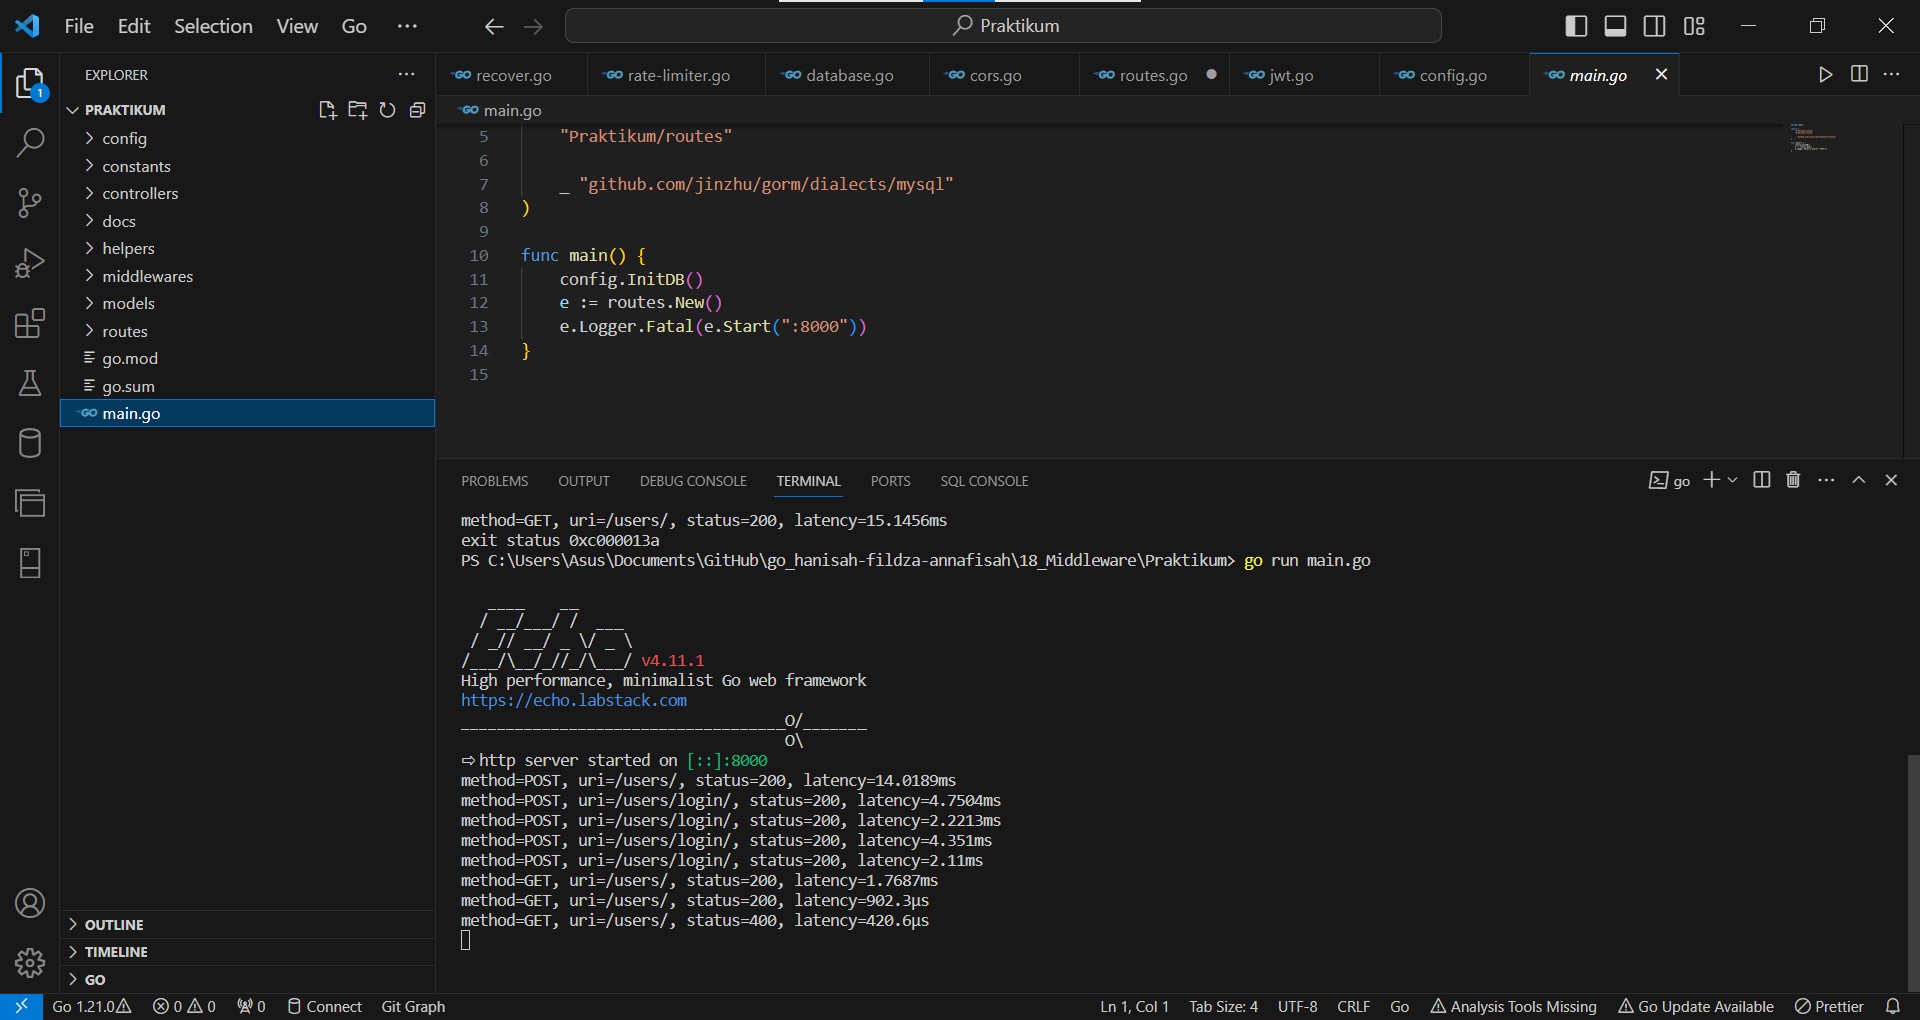 File Edit Selection View Go ···
Praktikum
EXPLORER
PRAKTIKUM
config
constants
controllers
docs
helpers
middlewares
models
routes
go.mod
go.sum
GO main.go
OUTLINE
TIMELINE
GO
1
GO recover.go GO rate-limiter.go GO database.go GO cors.go GO routes.go GO jwt.go GO config.go GO main.go
GO main.go
5 "Praktikum/routes"
6
7 _ "github.com/jinzhu/gorm/dialects/mysql"
8 )
9
10 func main() {
11 config.InitDB()
12 e := routes.New()
13 e.Logger.Fatal(e.Start(":8000"))
14 }
15
PROBLEMS OUTPUT DEBUG CONSOLE TERMINAL PORTS SQL CONSOLE
go
method=GET, uri=/users/, status=200, latency=15.1456ms
exit status 0xc000013a
PS C:\Users\Asus\Documents\GitHub\go_hanisah-fildza-annafisah\18_Middleware\Praktikum> go run main.go
   ____    __
  / __/___/ /  ___
 / _// __/ _ \/ _ \
/___/\__/_//_/\___/ v4.11.1
High performance, minimalist Go web framework
https://echo.labstack.com
____________________________________O/_______
                                    O\
⇨ http server started on [::]:8000
method=POST, uri=/users/, status=200, latency=14.0189ms
method=POST, uri=/users/login/, status=200, latency=4.7504ms
method=POST, uri=/users/login/, status=200, latency=2.2213ms
method=POST, uri=/users/login/, status=200, latency=4.351ms
method=POST, uri=/users/login/, status=200, latency=2.11ms
method=GET, uri=/users/, status=200, latency=1.7687ms
method=GET, uri=/users/, status=200, latency=902.3µs
method=GET, uri=/users/, status=400, latency=420.6µs
Go 1.21.0 0 0 0 Connect Git Graph Ln 1, Col 1 Tab Size: 4 UTF-8 CRLF Go Analysis Tools Missing Go Update Available Prettier